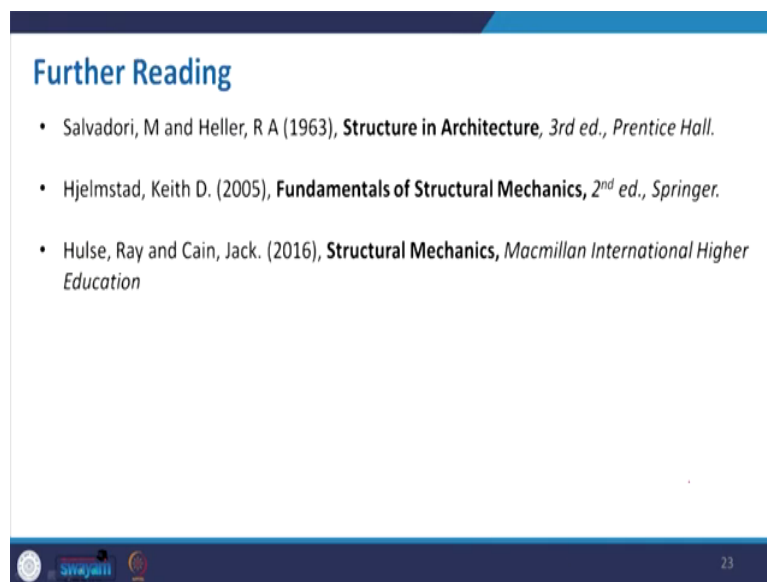 Further Reading
• Salvadori, M and Heller, R A (1963), Structure in Architecture, 3rd ed., Prentice Hall.
• Hjelmstad, Keith D. (2005), Fundamentals of Structural Mechanics, 2nd ed., Springer.
• Hulse, Ray and Cain, Jack. (2016), Structural Mechanics, Macmillan International Higher
Education
swayam
23